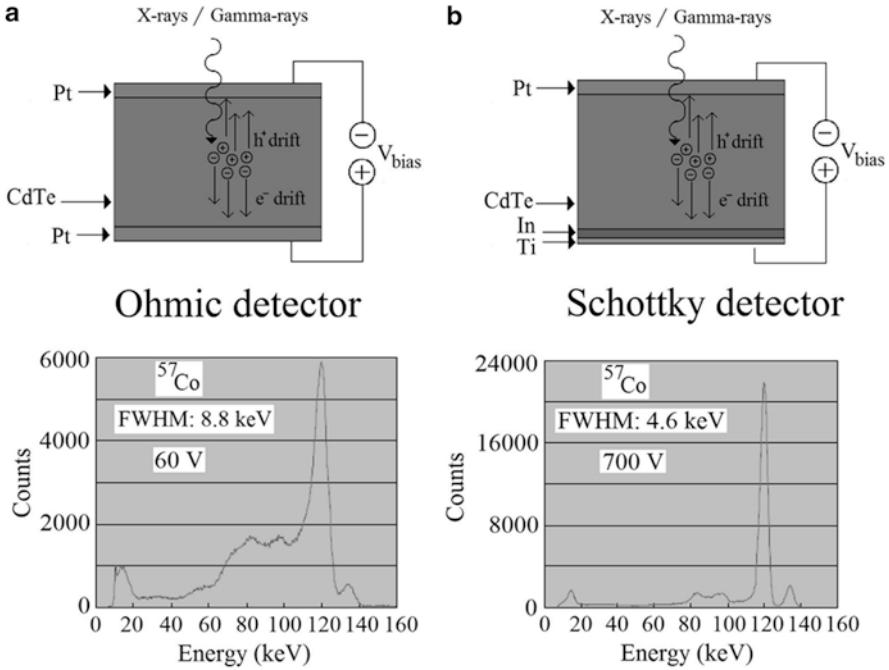 a
X-rays / Gamma-rays
Pt
h⁺ drift
CdTe
e⁻ drift
Pt
V_bias
Ohmic detector
6000
4000
2000
0
Counts
⁵⁷Co
FWHM: 8.8 keV
60 V
0 20 40 60 80 100 120 140 160
Energy (keV)
b
X-rays / Gamma-rays
Pt
h⁺ drift
CdTe
e⁻ drift
In
Ti
V_bias
Schottky detector
24000
16000
8000
0
Counts
⁵⁷Co
FWHM: 4.6 keV
700 V
0 20 40 60 80 100 120 140 160
Energy (keV)